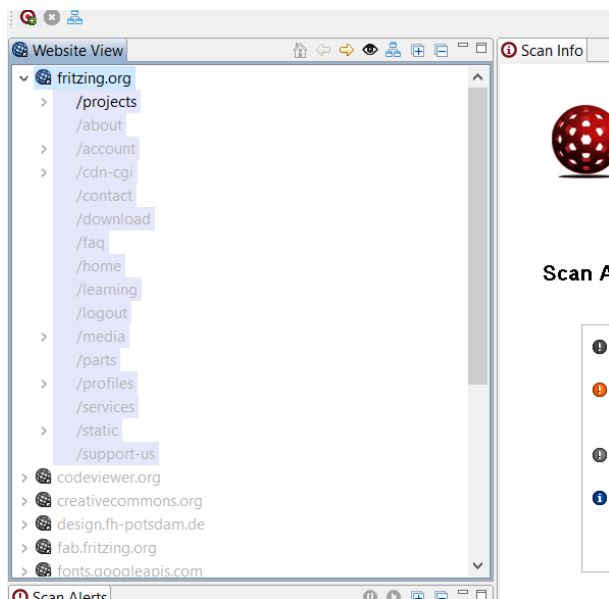 Website View
Scan Info
fritzing.org
/projects
/about
/account
/cdn-cgi
/contact
/download
/faq
/home
/learning
/logout
/media
/parts
/profiles
/services
/static
/support-us
codeviewer.org
creativecommons.org
design.fh-potsdam.de
fab.fritzing.org
fonts.googleapis.com
Scan A
Scan Alerts